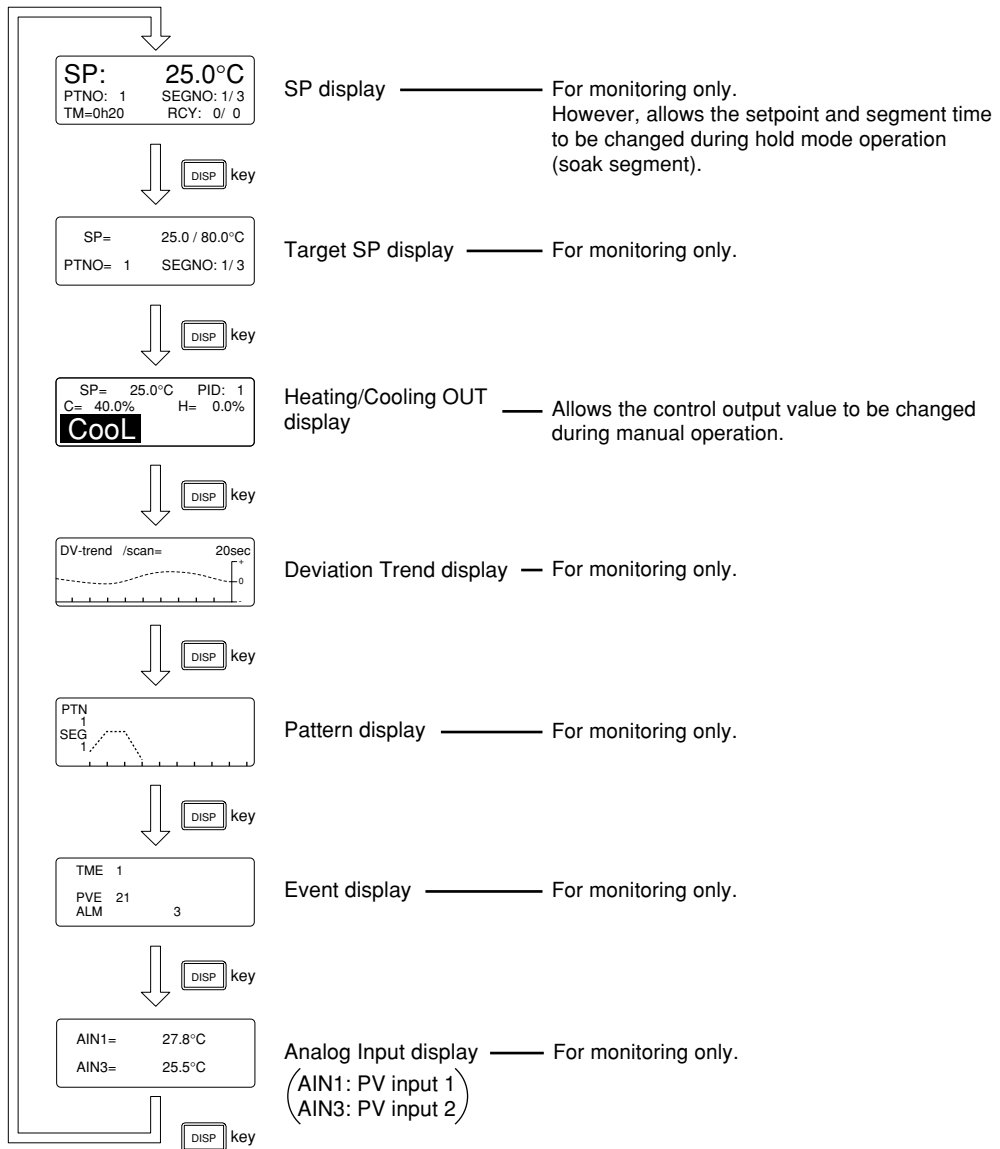 SP: 25.0°C
PTNO: 1 SEGNO: 1/ 3
TM=0h20 RCY: 0/ 0
SP display
For monitoring only.
However, allows the setpoint and segment time
to be changed during hold mode operation
(soak segment).
DISP key
SP= 25.0 / 80.0°C
PTNO= 1 SEGNO: 1/ 3
Target SP display
For monitoring only.
DISP key
SP= 25.0°C PID: 1
C= 40.0% H= 0.0%
CooL
Heating/Cooling OUT
display
Allows the control output value to be changed
during manual operation.
DISP key
DV-trend /scan= 20sec
+
0
-
Deviation Trend display
For monitoring only.
DISP key
PTN
1
SEG
1
Pattern display
For monitoring only.
DISP key
TME 1
PVE 21
ALM 3
Event display
For monitoring only.
DISP key
AIN1= 27.8°C
AIN3= 25.5°C
Analog Input display
For monitoring only.
(AIN1: PV input 1
AIN3: PV input 2)
DISP key